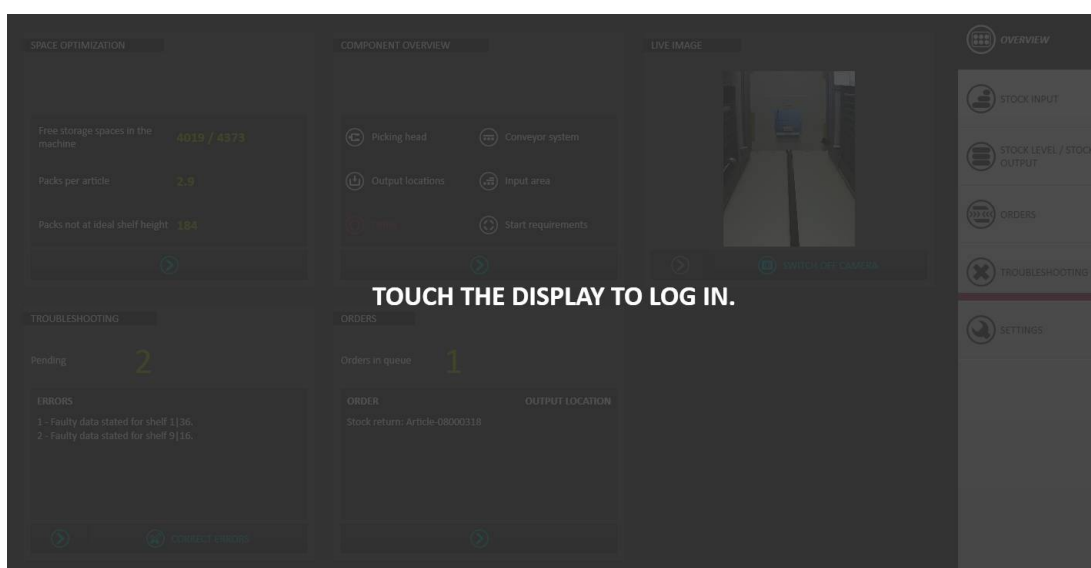 SPACE OPTIMIZATION
Free storage spaces in the
machine
4019 / 4373
Packs per article
2.9
Packs not at ideal shelf height
184
COMPONENT OVERVIEW
Picking head
Conveyor system
Output locations
Input area
Start requirements
LIVE IMAGE
SWITCH OFF CAMERA
TOUCH THE DISPLAY TO LOG IN.
TROUBLESHOOTING
Pending
2
ERRORS
1 - Faulty data stated for shelf 1|36.
2 - Faulty data stated for shelf 9|16.
CORRECT ERRORS
ORDERS
Orders in queue
1
ORDER
OUTPUT LOCATION
Stock return: Article-08000318
OVERVIEW
STOCK INPUT
STOCK LEVEL / STOCK
OUTPUT
ORDERS
TROUBLESHOOTING
SETTINGS